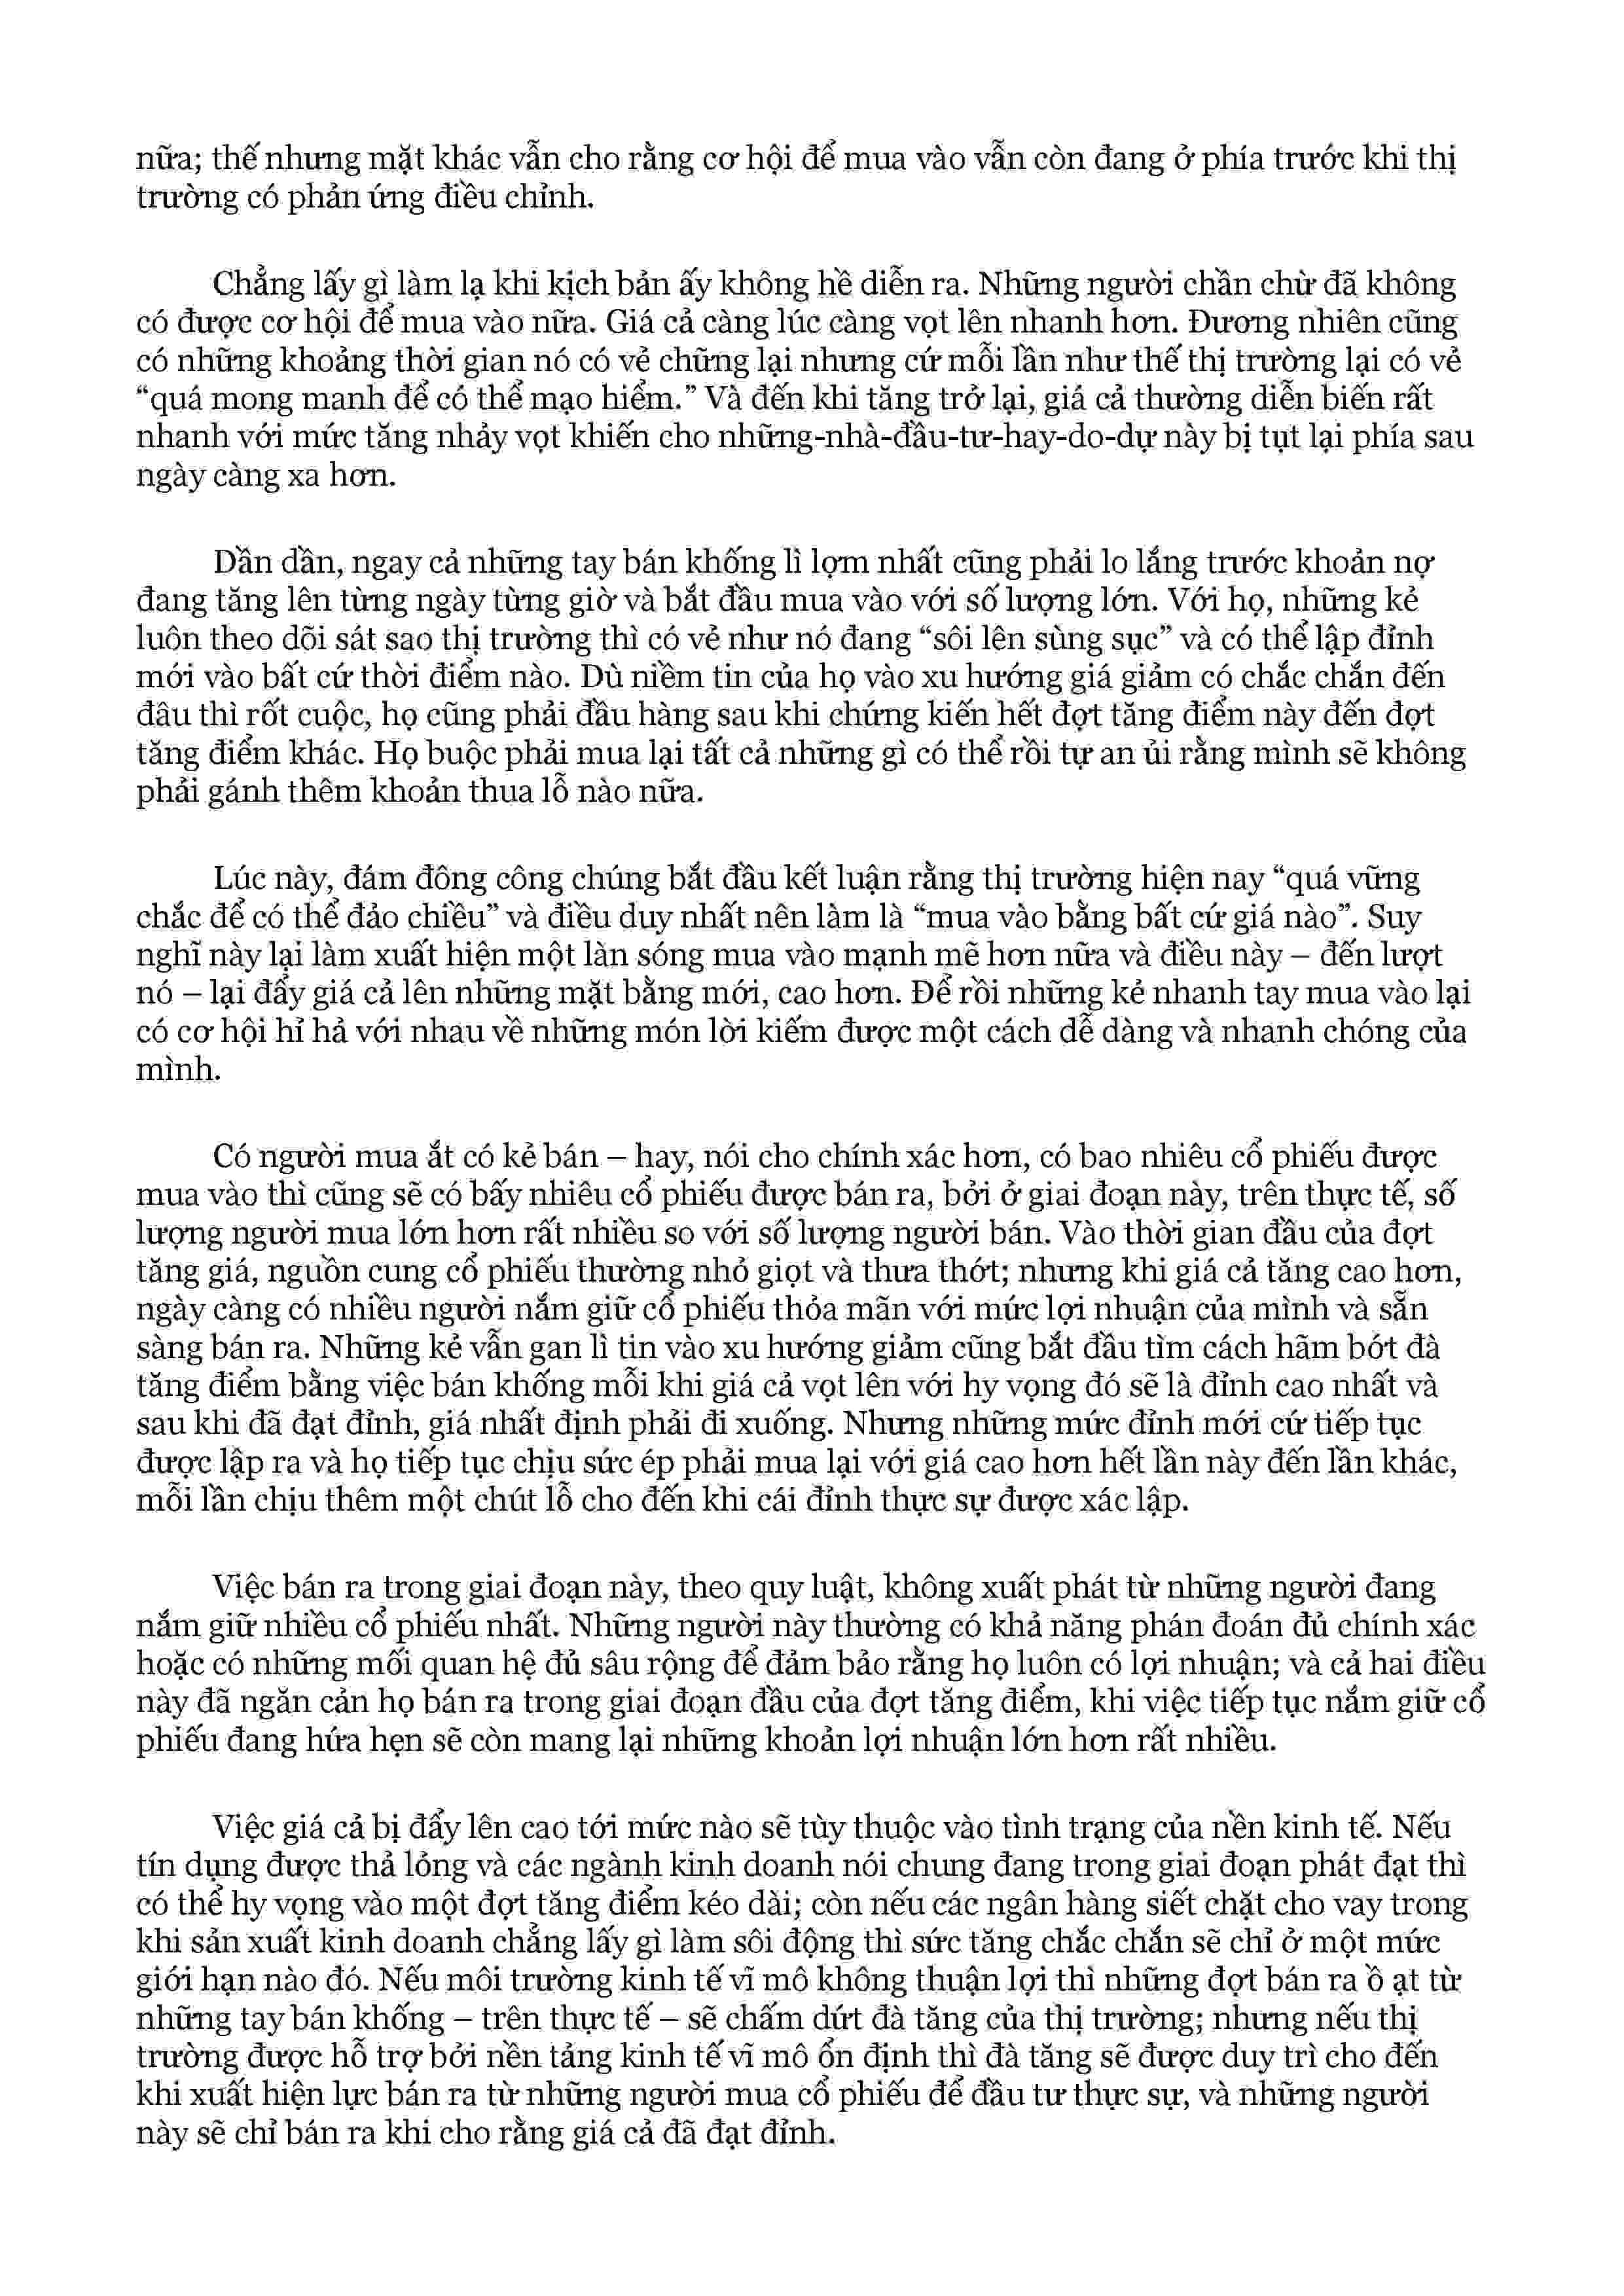 nữa; thế nhưng mặt khác vẫn cho rằng cơ hội để mua vào vẫn còn đang ở phía trước khi thị
trường có phản ứng điều chỉnh.
Chẳng lấy gì làm lạ khi kịch bản ấy không hề diễn ra. Những người chần chừ đã không
có được cơ hội để mua vào nữa. Giá cả càng lúc càng vọt lên nhanh hơn. Đương nhiên cũng
có những khoảng thời gian nó có vẻ chững lại nhưng cứ mỗi lần như thế thị trường lại có vẻ
“quá mong manh để có thể mạo hiểm.” Và đến khi tăng trở lại, giá cả thường diễn biến rất
nhanh với mức tăng nhảy vọt khiến cho những-nhà-đầu-tư-hay-do-dự này bị tụt lại phía sau
ngày càng xa hơn.
Dần dần, ngay cả những tay bán khống lì lợm nhất cũng phải lo lắng trước khoản nợ
đang tăng lên từng ngày từng giờ và bắt đầu mua vào với số lượng lớn. Với họ, những kẻ
luôn theo dõi sát sao thị trường thì có vẻ như nó đang “sôi lên sùng sục” và có thể lập đỉnh
mới vào bất cứ thời điểm nào. Dù niềm tin của họ vào xu hướng giá giảm có chắc chắn đến
đâu thì rốt cuộc, họ cũng phải đầu hàng sau khi chứng kiến hết đợt tăng điểm này đến đợt
tăng điểm khác. Họ buộc phải mua lại tất cả những gì có thể rồi tự an ủi rằng mình sẽ không
phải gánh thêm khoản thua lỗ nào nữa.
Lúc này, đám đông công chúng bắt đầu kết luận rằng thị trường hiện nay “quá vững
chắc để có thể đảo chiều” và điều duy nhất nên làm là “mua vào bằng bất cứ giá nào”. Suy
nghĩ này lại làm xuất hiện một làn sóng mua vào mạnh mẽ hơn nữa và điều này – đến lượt
nó – lại đẩy giá cả lên những mặt bằng mới, cao hơn. Để rồi những kẻ nhanh tay mua vào lại
có cơ hội hỉ hả với nhau về những món lời kiếm được một cách dễ dàng và nhanh chóng của
mình.
Có người mua ắt có kẻ bán – hay, nói cho chính xác hơn, có bao nhiêu cổ phiếu được
mua vào thì cũng sẽ có bấy nhiêu cổ phiếu được bán ra, bởi ở giai đoạn này, trên thực tế, số
lượng người mua lớn hơn rất nhiều so với số lượng người bán. Vào thời gian đầu của đợt
tăng giá, nguồn cung cổ phiếu thường nhỏ giọt và thưa thớt; nhưng khi giá cả tăng cao hơn,
ngày càng có nhiều người nắm giữ cổ phiếu thỏa mãn với mức lợi nhuận của mình và sẵn
sàng bán ra. Những kẻ vẫn gan lì tin vào xu hướng giảm cũng bắt đầu tìm cách hãm bớt đà
tăng điểm bằng việc bán khống mỗi khi giá cả vọt lên với hy vọng đó sẽ là đỉnh cao nhất và
sau khi đã đạt đỉnh, giá nhất định phải đi xuống. Nhưng những mức đỉnh mới cứ tiếp tục
được lập ra và họ tiếp tục chịu sức ép phải mua lại với giá cao hơn hết lần này đến lần khác,
mỗi lần chịu thêm một chút lỗ cho đến khi cái đỉnh thực sự được xác lập.
Việc bán ra trong giai đoạn này, theo quy luật, không xuất phát từ những người đang
nắm giữ nhiều cổ phiếu nhất. Những người này thường có khả năng phán đoán đủ chính xác
hoặc có những mối quan hệ đủ sâu rộng để đảm bảo rằng họ luôn có lợi nhuận; và cả hai điều
này đã ngăn cản họ bán ra trong giai đoạn đầu của đợt tăng điểm, khi việc tiếp tục nắm giữ cổ
phiếu đang hứa hẹn sẽ còn mang lại những khoản lợi nhuận lớn hơn rất nhiều.
Việc giá cả bị đẩy lên cao tới mức nào sẽ tùy thuộc vào tình trạng của nền kinh tế. Nếu
tín dụng được thả lỏng và các ngành kinh doanh nói chung đang trong giai đoạn phát đạt thì
có thể hy vọng vào một đợt tăng điểm kéo dài; còn nếu các ngân hàng siết chặt cho vay trong
khi sản xuất kinh doanh chẳng lấy gì làm sôi động thì sức tăng chắc chắn sẽ chỉ ở một mức
giới hạn nào đó. Nếu môi trường kinh tế vĩ mô không thuận lợi thì những đợt bán ra ồ ạt từ
những tay bán khống – trên thực tế – sẽ chấm dứt đà tăng của thị trường; nhưng nếu thị
trường được hỗ trợ bởi nền tảng kinh tế vĩ mô ổn định thì đà tăng sẽ được duy trì cho đến
khi xuất hiện lực bán ra từ những người mua cổ phiếu để đầu tư thực sự, và những người
này sẽ chỉ bán ra khi cho rằng giá cả đã đạt đỉnh.